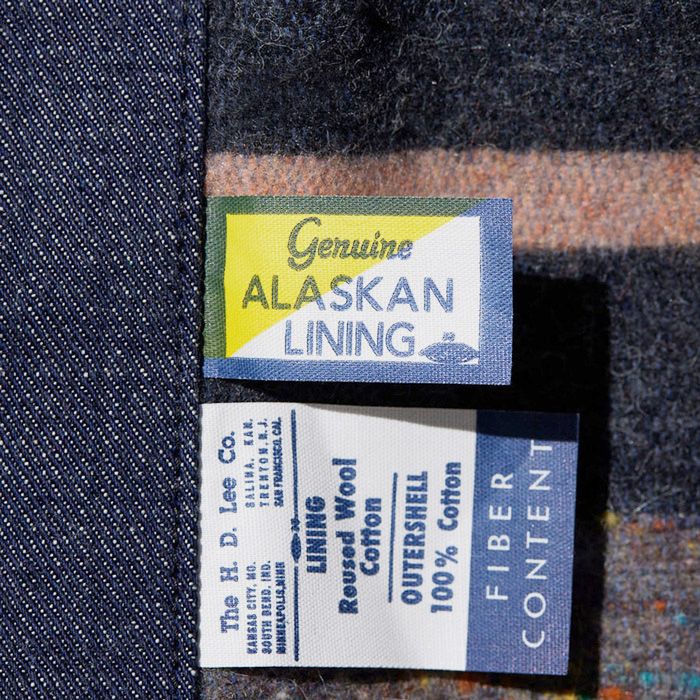 Genuine
ALASKAN
LINING
The H. D. Lee Co.
KANSAS CITY, MO.
SALINA, KAN.
SOUTH BEND, IND.
TRENTON, N.J.
MINNEAPOLIS, MINN
SAN FRANCISCO, CAL.
LINING
Reused Wool
Cotton
OUTERSHELL
100% Cotton
FIBER
CONTENT